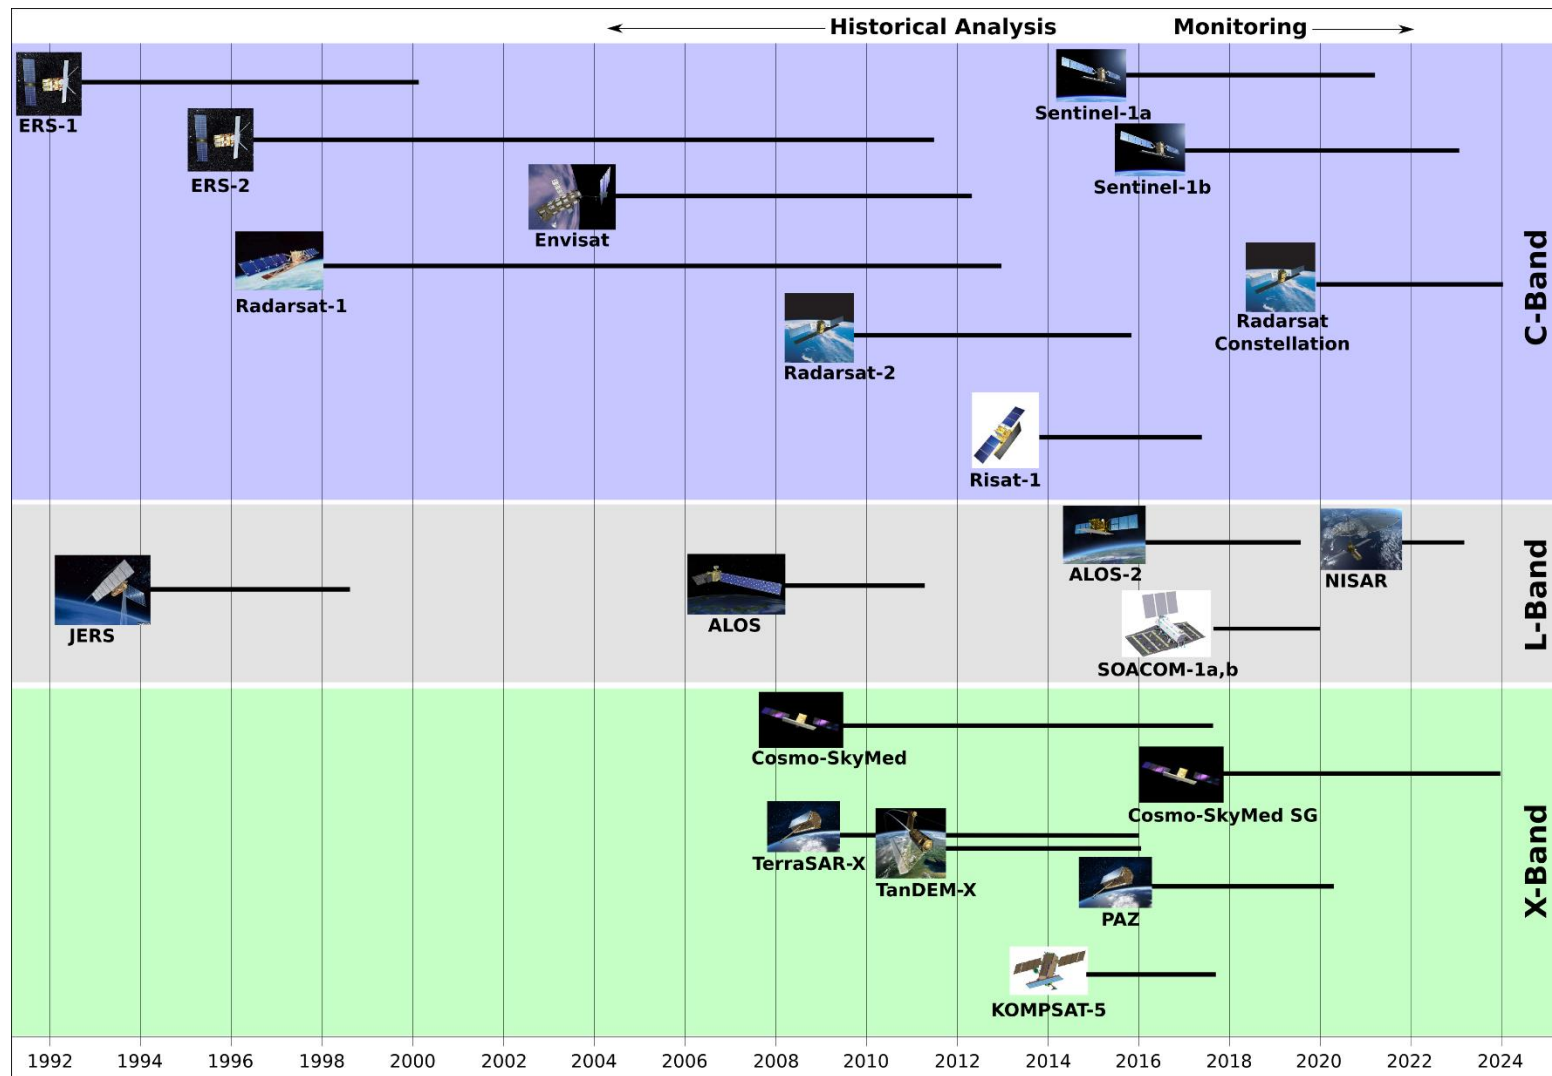 Historical Analysis
Monitoring
ERS-1
ERS-2
Envisat
Radarsat-1
Radarsat-2
Risat-1
Sentinel-1a
Sentinel-1b
Radarsat
Constellation
C-Band
JERS
ALOS
ALOS-2
NISAR
SOACOM-1a,b
L-Band
Cosmo-SkyMed
Cosmo-SkyMed SG
TerraSAR-X
TanDEM-X
PAZ
KOMPSAT-5
X-Band
1992 1994 1996 1998 2000 2002 2004 2006 2008 2010 2012 2014 2016 2018 2020 2022 2024